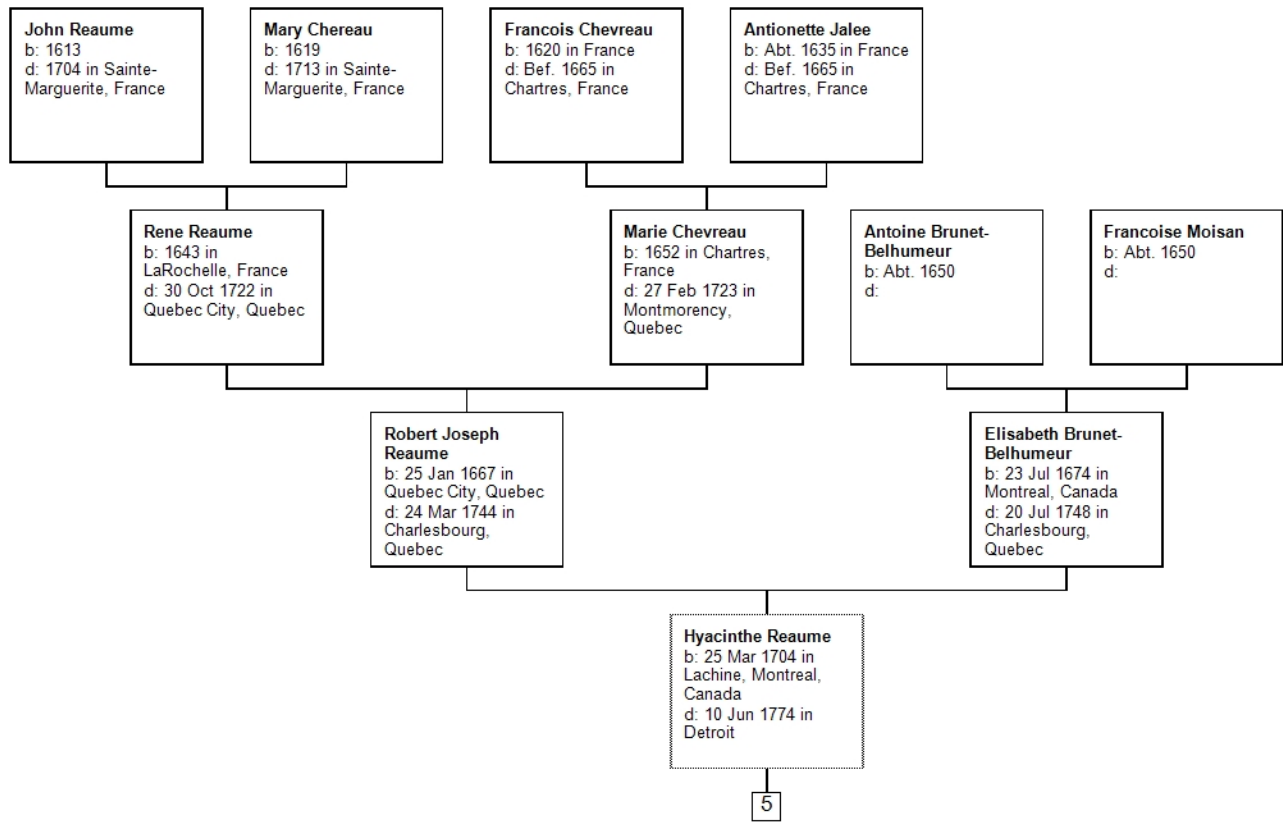 John Reaume
b: 1613
d: 1704 in Sainte-
Marguerite, France
Mary Chereau
b: 1619
d: 1713 in Sainte-
Marguerite, France
Francois Chevreau
b: 1620 in France
d: Bef. 1665 in
Chartres, France
Antionette Jalee
b: Abt. 1635 in France
d: Bef. 1665 in
Chartres, France
Rene Reaume
b: 1643 in
LaRochelle, France
d: 30 Oct 1722 in
Quebec City, Quebec
Marie Chevreau
b: 1652 in Chartres,
France
d: 27 Feb 1723 in
Montmorency,
Quebec
Antoine Brunet-
Belhumeur
b: Abt. 1650
d:
Francoise Moisan
b: Abt. 1650
d:
Robert Joseph
Reaume
b: 25 Jan 1667 in
Quebec City, Quebec
d: 24 Mar 1744 in
Charlesbourg,
Quebec
Elisabeth Brunet-
Belhumeur
b: 23 Jul 1674 in
Montreal, Canada
d: 20 Jul 1748 in
Charlesbourg,
Quebec
Hyacinthe Reaume
b: 25 Mar 1704 in
Lachine, Montreal,
Canada
d: 10 Jun 1774 in
Detroit
5